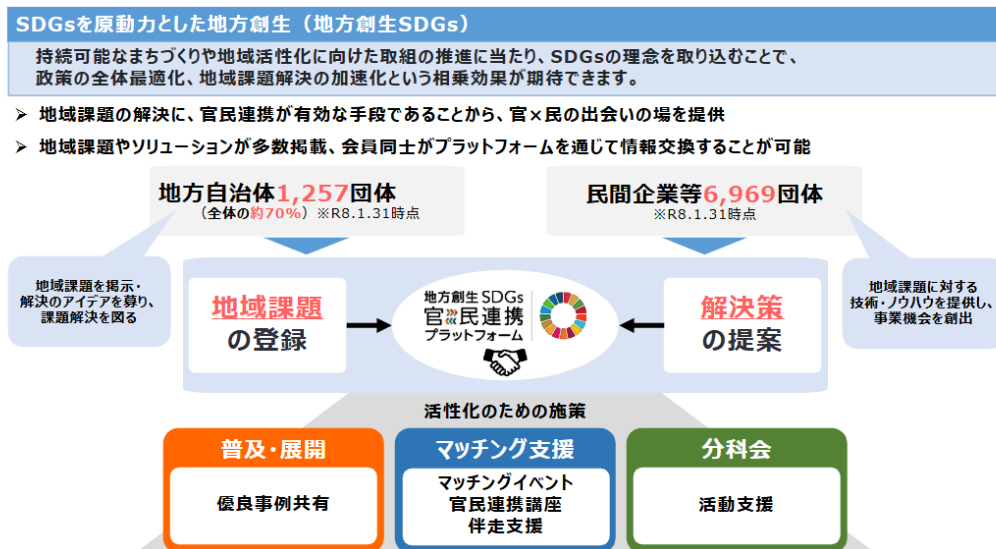 SDGsを原動力とした地方創生（地方創生SDGs）
持続可能なまちづくりや地域活性化に向けた取組の推進に当たり、SDGsの理念を取り込むことで、
政策の全体最適化、地域課題解決の加速化という相乗効果が期待できます。
➢ 地域課題の解決に、官民連携が有効な手段であることから、官×民の出会いの場を提供
➢ 地域課題やソリューションが多数掲載、会員同士がプラットフォームを通じて情報交換することが可能
地方自治体1,257団体
（全体の約70%）※R8.1.31時点
民間企業等6,969団体
※R8.1.31時点
地域課題を掲示・
解決のアイデアを募り、
課題解決を図る
地域課題
の登録
地方創生SDGs
官民連携
プラットフォーム
解決策
の提案
地域課題に対する
技術・ノウハウを提供し、
事業機会を創出
活性化のための施策
普及・展開
優良事例共有
マッチング支援
マッチングイベント
官民連携講座
伴走支援
分科会
活動支援